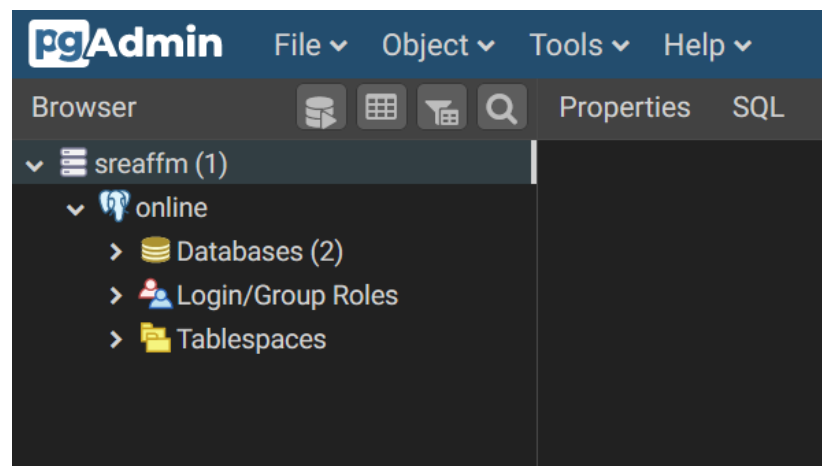 pgAdmin File Object Tools Help
Browser Properties SQL
sreaffm (1)
online
Databases (2)
Login/Group Roles
Tablespaces